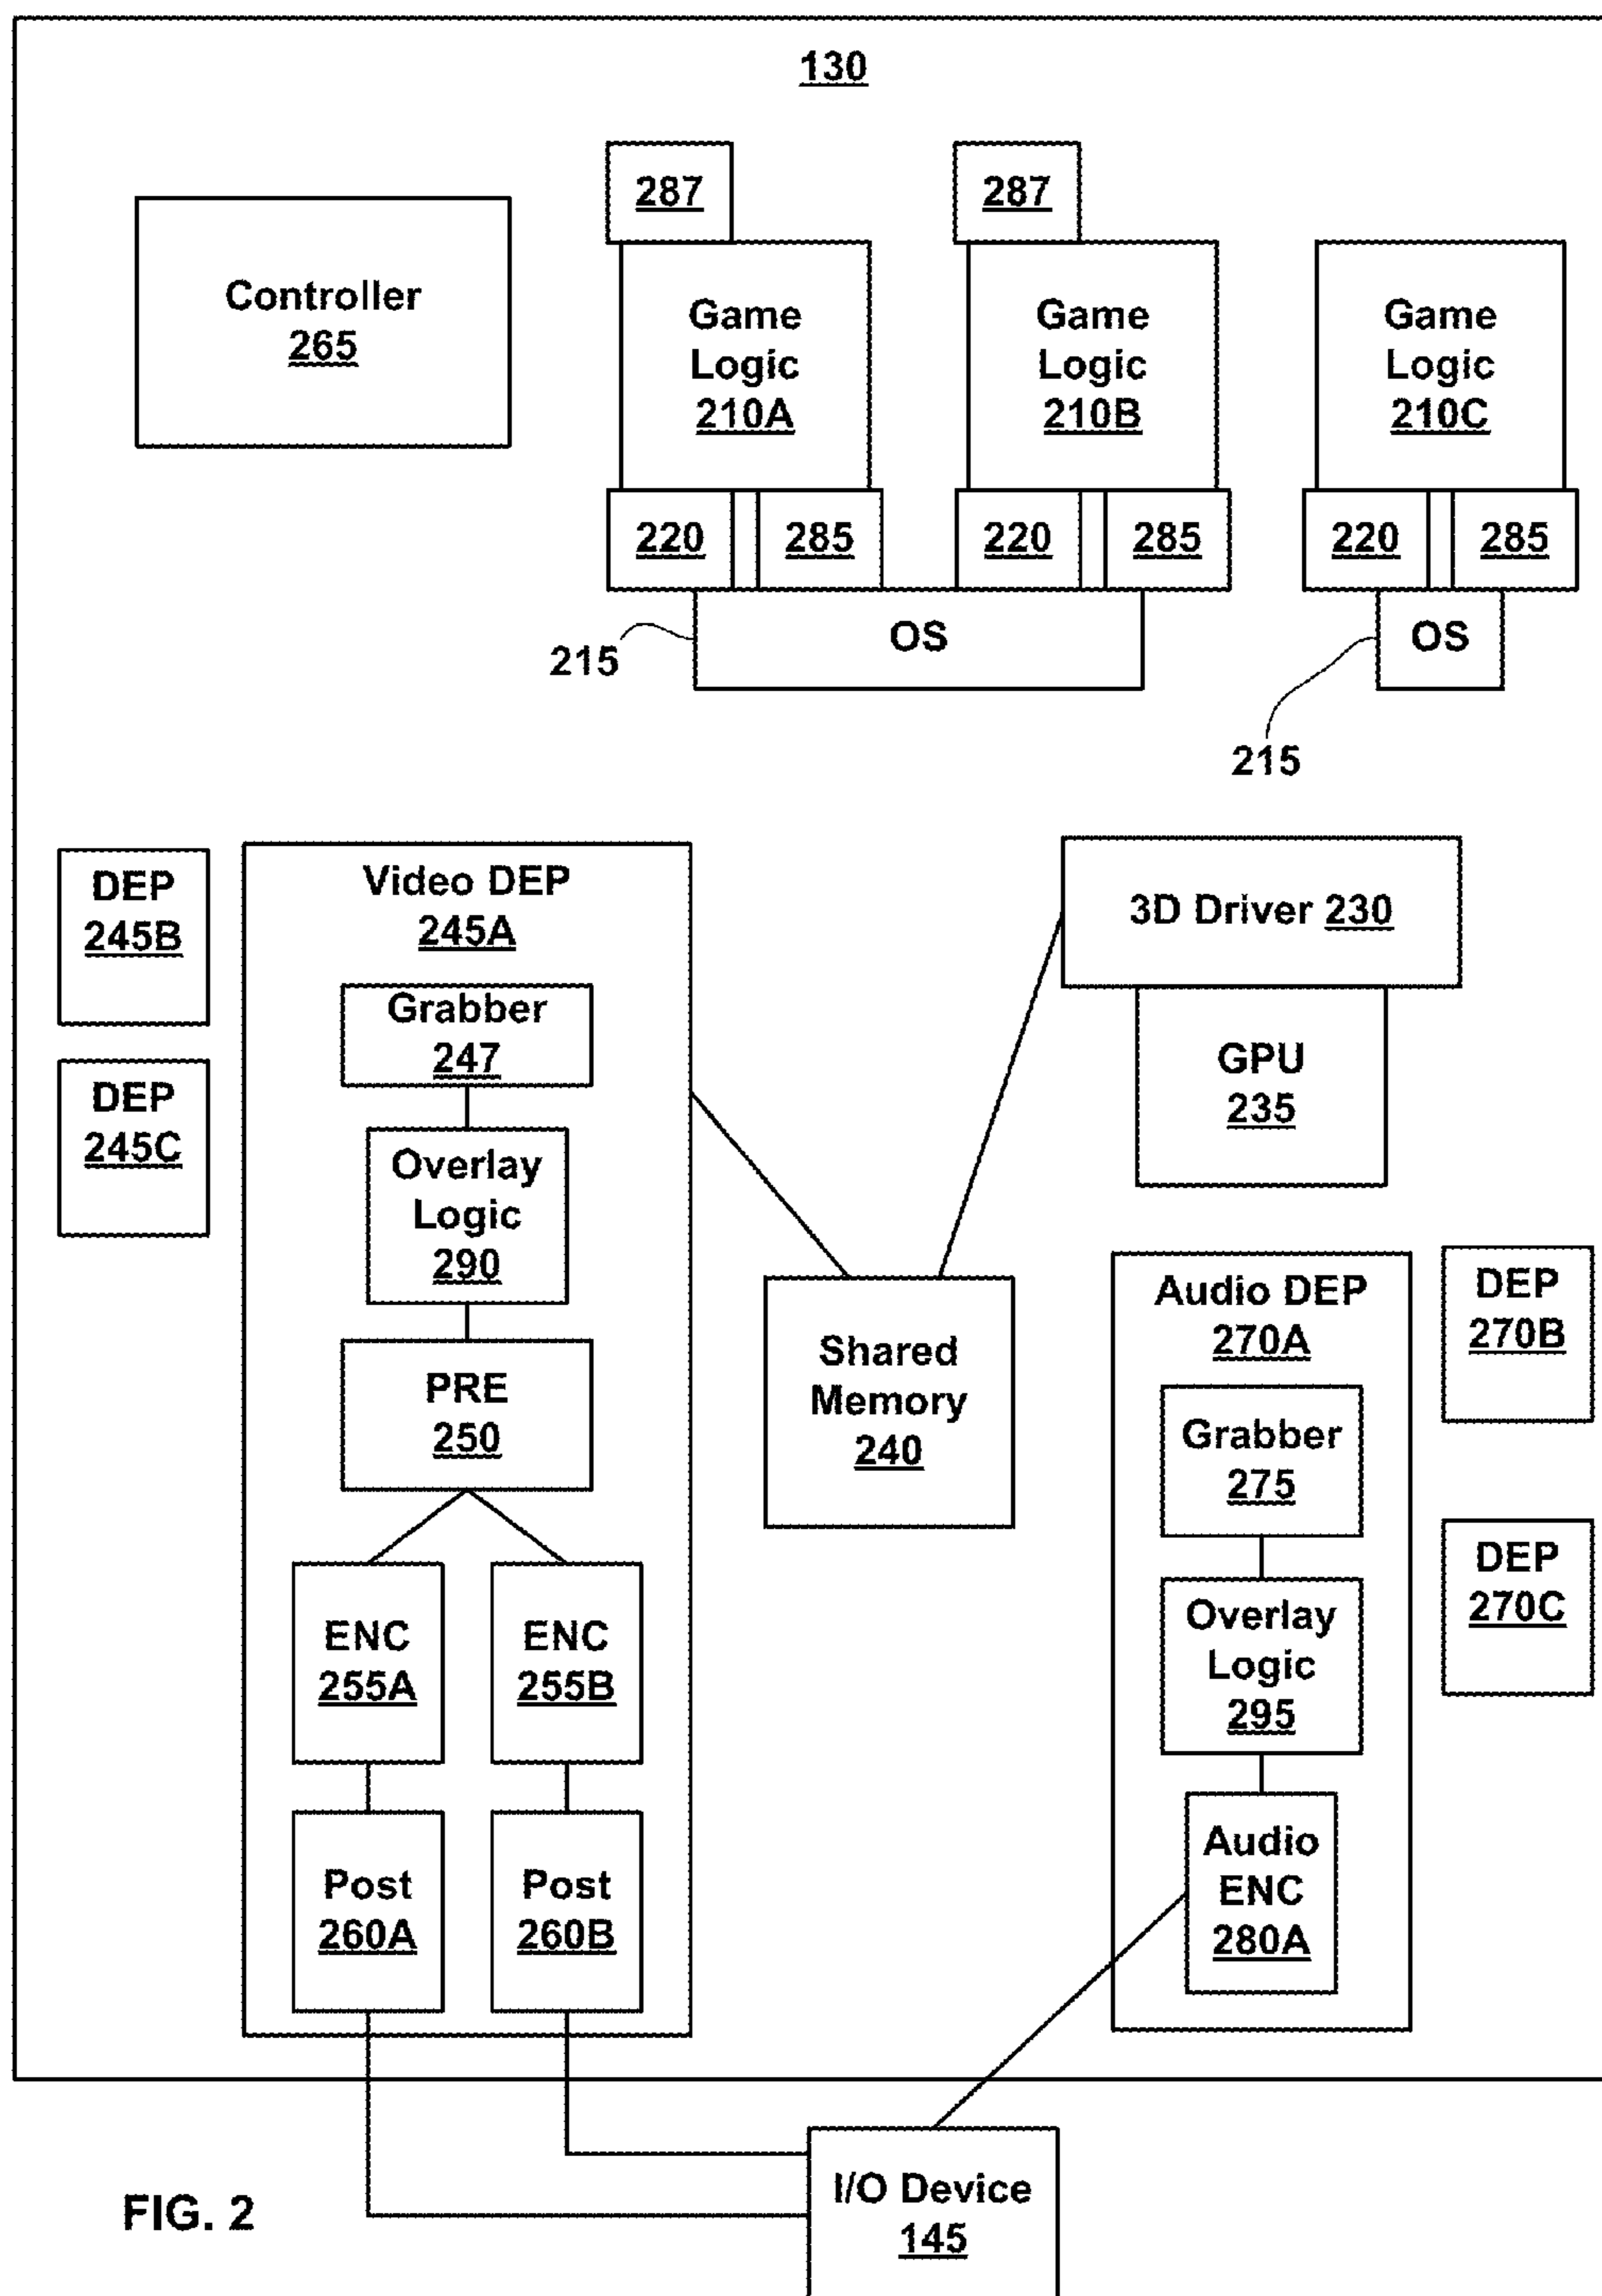 130
Controller
265
287
Game
Logic
210A
220
285
287
Game
Logic
210B
220
285
Game
Logic
210C
220
285
OS
215
OS
215
DEP
245B
DEP
245C
Video DEP
245A
Grabber
247
Overlay
Logic
290
PRE
250
ENC
255A
ENC
255B
Post
260A
Post
260B
3D Driver 230
GPU
235
Shared
Memory
240
Audio DEP
270A
Grabber
275
Overlay
Logic
295
Audio
ENC
280A
DEP
270B
DEP
270C
I/O Device
145
FIG. 2